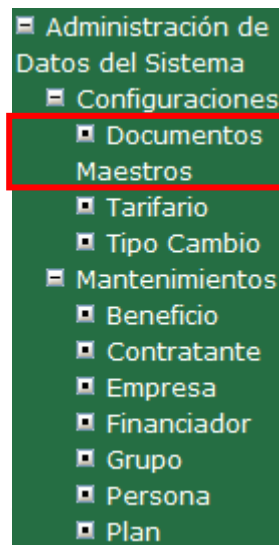 Administración de
Datos del Sistema
Configuraciones
Documentos
Maestros
Tarifario
Tipo Cambio
Mantenimientos
Beneficio
Contratante
Empresa
Financiador
Grupo
Persona
Plan